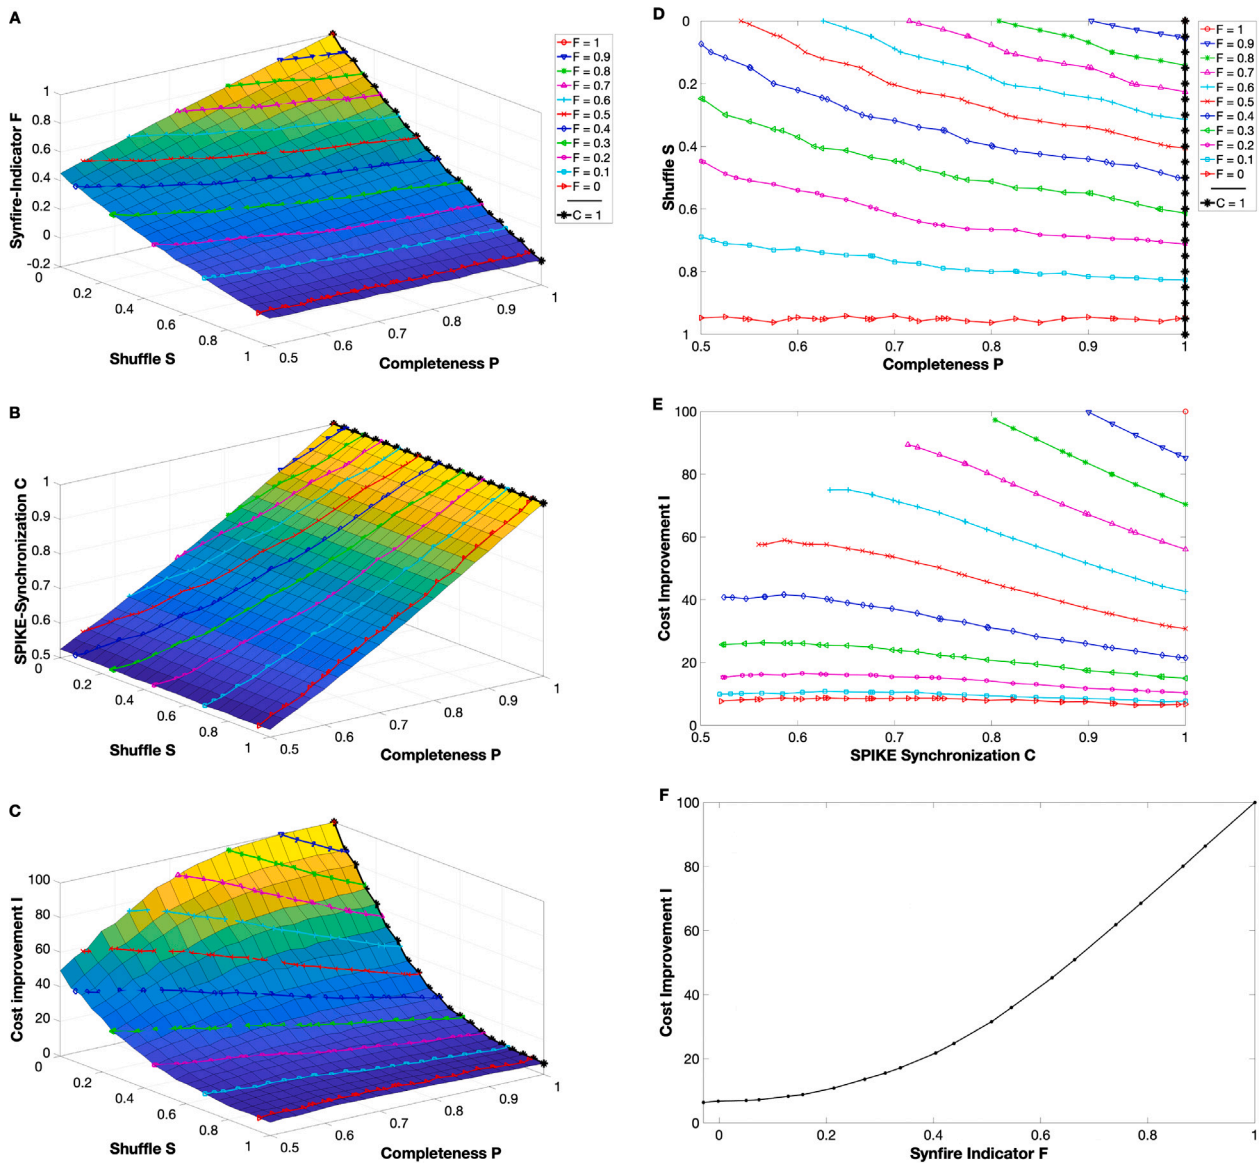 A
Synfire-Indicator F
1
0.8
0.6
0.4
0.2
0
-0.2
0
0.2
0.4
0.6
0.8
1
Shuffle S
0.5
0.6
0.7
0.8
0.9
1
Completeness P
F = 1
F = 0.9
F = 0.8
F = 0.7
F = 0.6
F = 0.5
F = 0.4
F = 0.3
F = 0.2
F = 0.1
F = 0
C = 1
B
SPIKE-Synchronization C
1
0.9
0.8
0.7
0.6
0.5
0
0.2
0.4
0.6
0.8
1
Shuffle S
0.5
0.6
0.7
0.8
0.9
1
Completeness P
C
Cost improvement I
100
80
60
40
20
0
0
0.2
0.4
0.6
0.8
1
Shuffle S
0.5
0.6
0.7
0.8
0.9
1
Completeness P
D
Shuffle S
0
0.2
0.4
0.6
0.8
1
0.5
0.6
0.7
0.8
0.9
1
Completeness P
F = 1
F = 0.9
F = 0.8
F = 0.7
F = 0.6
F = 0.5
F = 0.4
F = 0.3
F = 0.2
F = 0.1
F = 0
C = 1
E
Cost Improvement I
100
80
60
40
20
0
0.5
0.6
0.7
0.8
0.9
1
SPIKE Synchronization C
F
Cost Improvement I
100
80
60
40
20
0
0
0.2
0.4
0.6
0.8
1
Synfire Indicator F